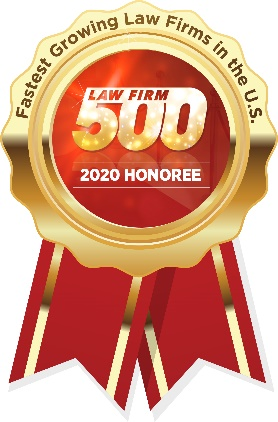 Fastest Growing Law Firms in the U.S.
LAW FIRM
500
2020 HONOREE